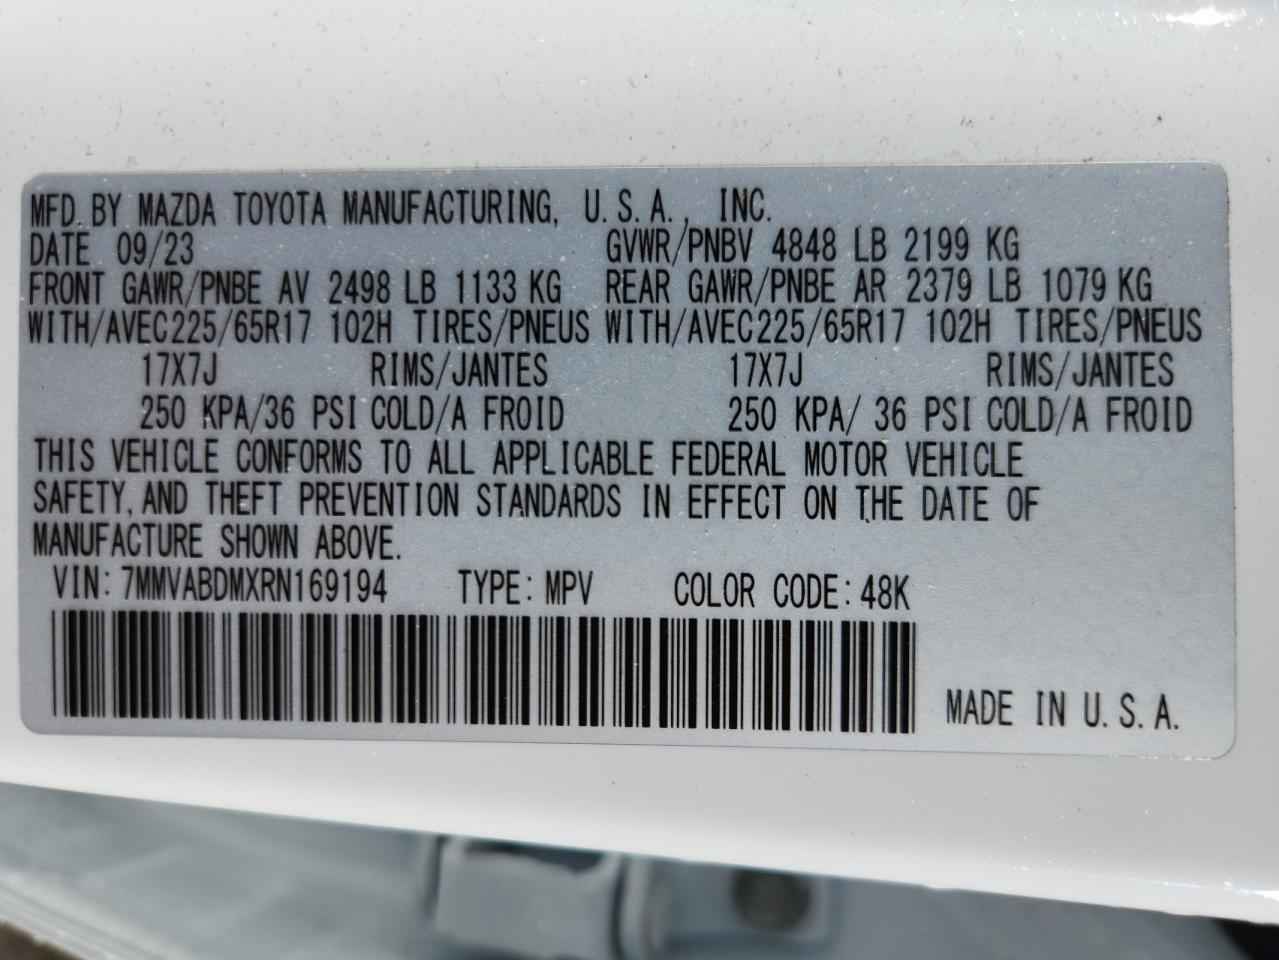 MFD. BY MAZDA TOYOTA MANUFACTURING, U.S.A., INC.
DATE 09/23 GVWR/PNBV 4848 LB 2199 KG
FRONT GAWR/PNBE AV 2498 LB 1133 KG REAR GAWR/PNBE AR 2379 LB 1079 KG
WITH/AVEC225/65R17 102H TIRES/PNEUS WITH/AVEC225/65R17 102H TIRES/PNEUS
17X7J RIMS/JANTES 17X7J RIMS/JANTES
250 KPA/36 PSI COLD/A FROID 250 KPA/ 36 PSI COLD/A FROID
THIS VEHICLE CONFORMS TO ALL APPLICABLE FEDERAL MOTOR VEHICLE
SAFETY, AND THEFT PREVENTION STANDARDS IN EFFECT ON THE DATE OF
MANUFACTURE SHOWN ABOVE.
VIN: 7MMVABDMXRN169194 TYPE: MPV COLOR CODE: 48K
MADE IN U.S.A.